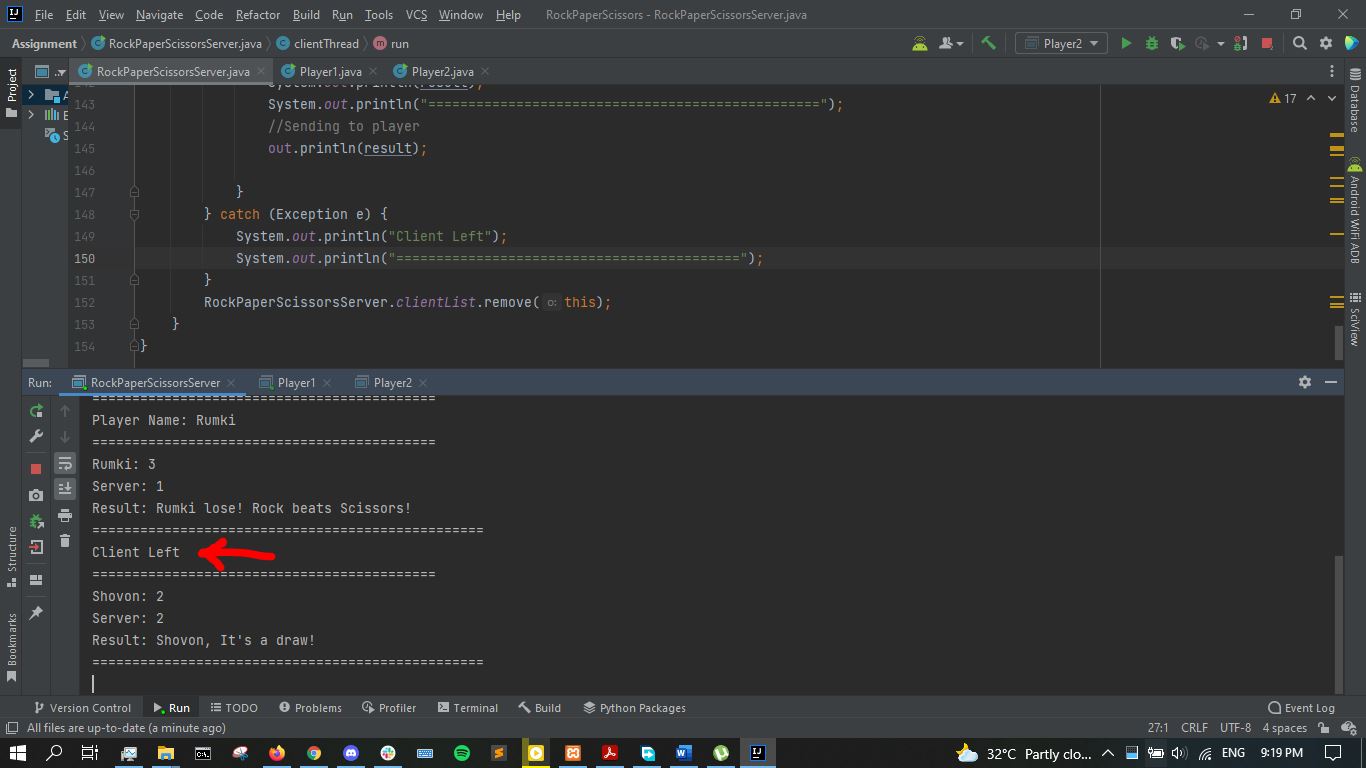 File Edit View Navigate Code Refactor Build Run Tools VCS Window Help RockPaperScissors - RockPaperScissorsServer.java
Assignment RockPaperScissorsServer.java clientThread run Player2
Project RockPaperScissorsServer.java Player1.java Player2.java
143 System.out.println("=================================================");
17
144 //Sending to player
145 out.println(result);
146
147 }
148 } catch (Exception e) {
149 System.out.println("Client Left");
150 System.out.println("===========================================");
151 }
152 RockPaperScissorsServer.clientList.remove( o: this);
153 }
154 }
Database
Android WiFi ADB
SciView
Run: RockPaperScissorsServer Player1 Player2
===========================================
Player Name: Rumki
===========================================
Rumki: 3
Server: 1
Result: Rumki lose! Rock beats Scissors!
=================================================
Client Left
===========================================
Shovon: 2
Server: 2
Result: Shovon, It's a draw!
=================================================
Structure
Bookmarks
Version Control Run TODO Problems Profiler Terminal Build Python Packages Event Log
All files are up-to-date (a minute ago) 27:1 CRLF UTF-8 4 spaces
32°C Partly clo... ENG 9:19 PM